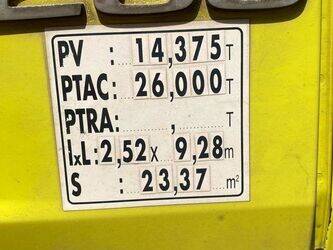 PV : 14,375 T
PTAC : 26,000 T
PTRA : , T
lxL : 2,52 x 9,28 m
S : 23,37 m²